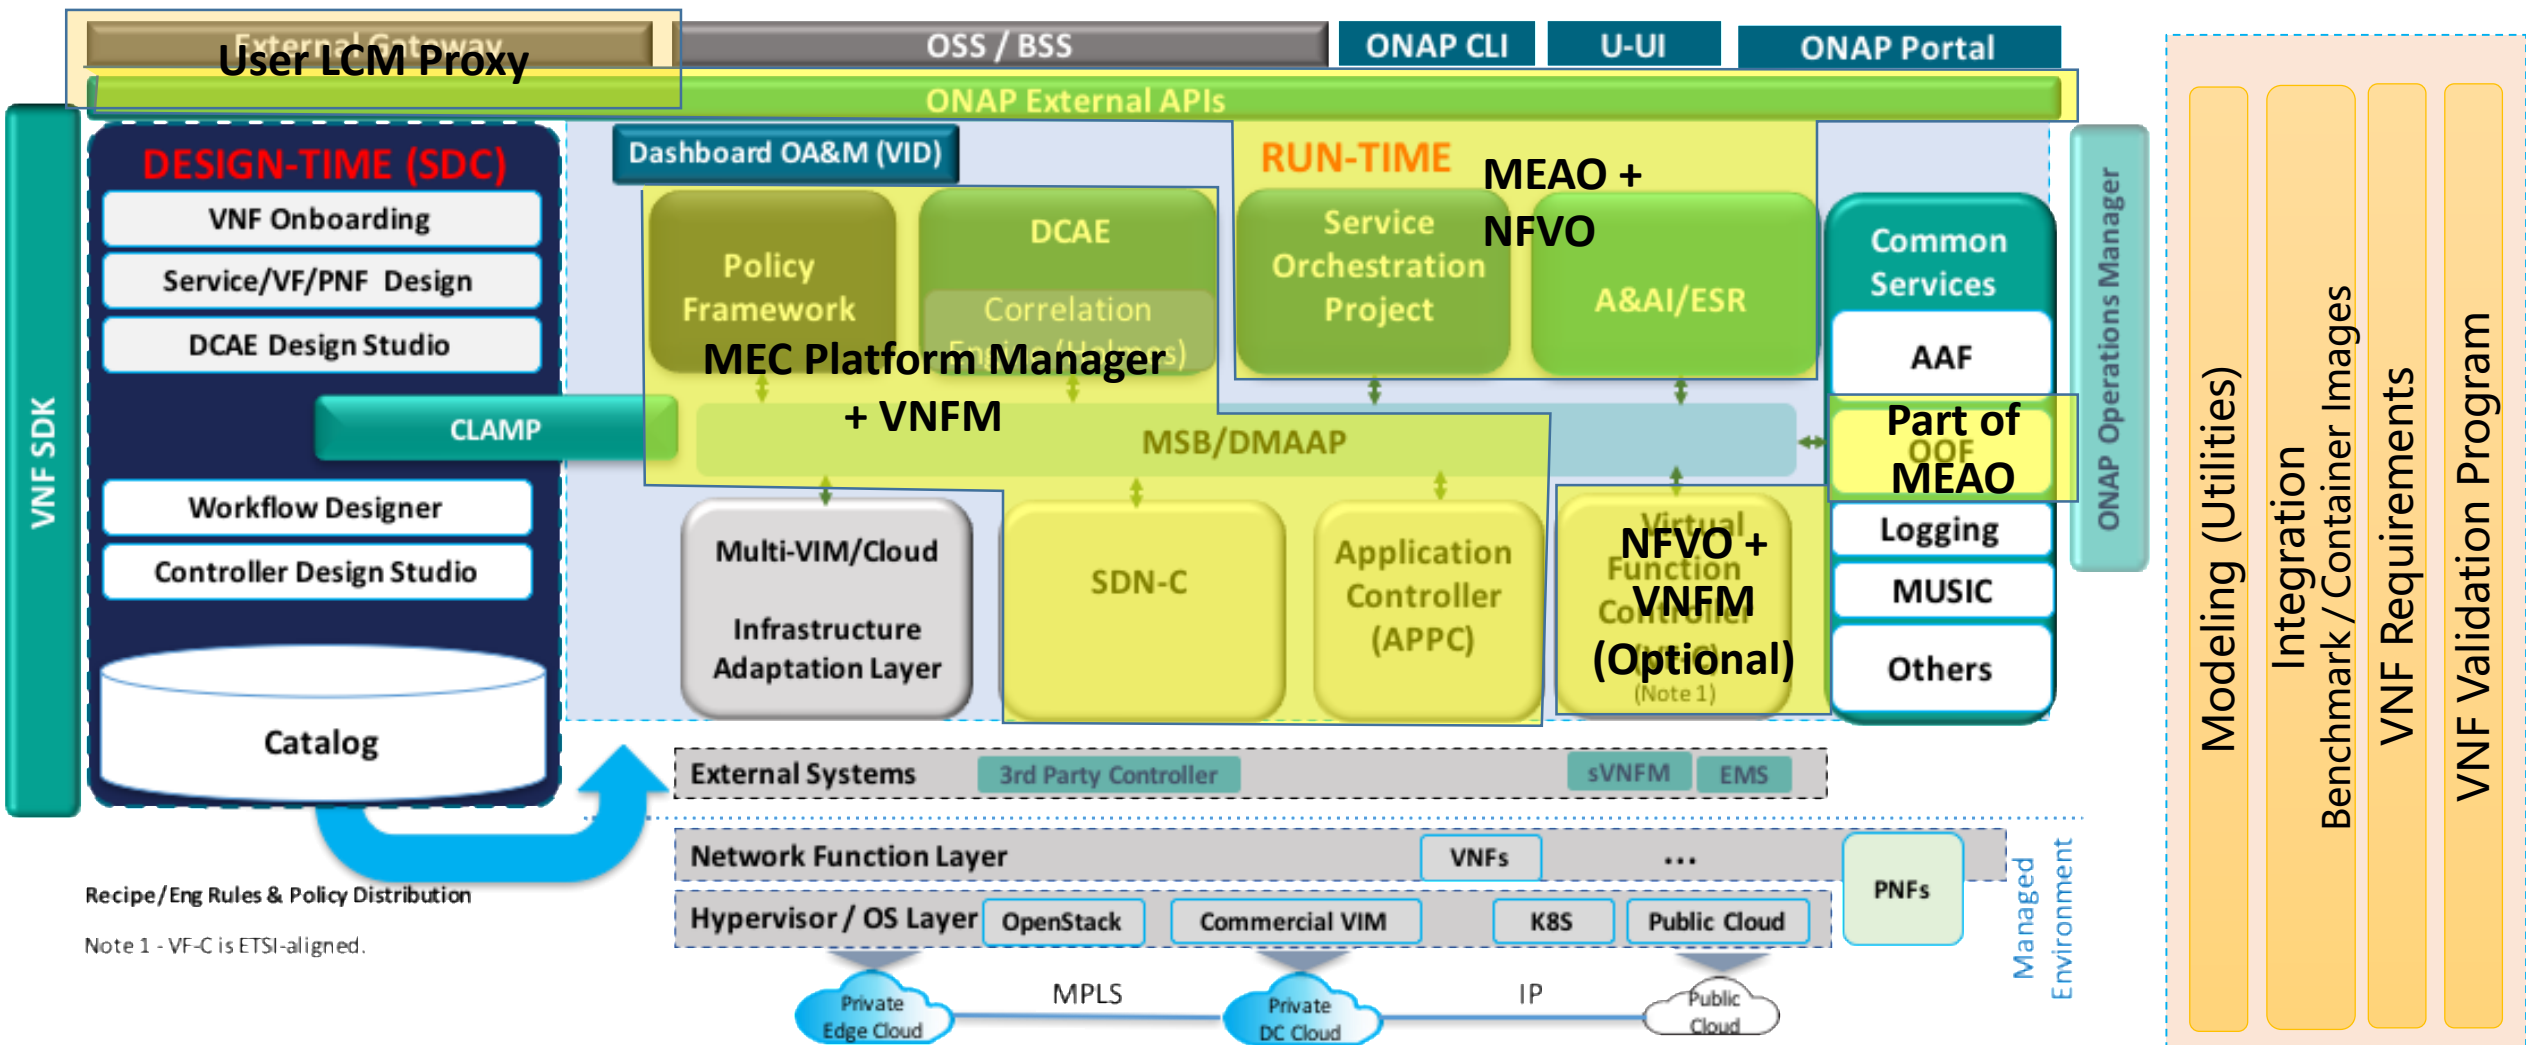 External Gateway
User LCM Proxy
OSS / BSS
ONAP CLI
U-UI
ONAP Portal
ONAP External APIs
VNF SDK
DESIGN-TIME (SDC)
VNF Onboarding
Service/VF/PNF Design
DCAE Design Studio
CLAMP
Workflow Designer
Controller Design Studio
Catalog
Recipe/Eng Rules & Policy Distribution
Note 1 - VF-C is ETSI-aligned.
Dashboard OA&M (VID)
RUN-TIME
MEAO +
NFVO
Policy
Framework
DCAE
Correlation
Engine (Holmes)
MEC Platform Manager
+ VNFM
Service
Orchestration
Project
A&AI/ESR
MSB/DMAAP
Multi-VIM/Cloud
Infrastructure
Adaptation Layer
SDN-C
Application
Controller
(APPC)
Virtual
Function
Controller
(VF-C)
(Note 1)
NFVO +
VNFM
(Optional)
Common
Services
AAF
OOF
Part of
MEAO
Logging
MUSIC
Others
ONAP Operations Manager
External Systems
3rd Party Controller
sVNFM
EMS
Network Function Layer
VNFs
...
PNFs
Hypervisor / OS Layer
OpenStack
Commercial VIM
K8S
Public Cloud
Managed
Environment
Private
Edge Cloud
MPLS
Private
DC Cloud
IP
Public
Cloud
Modeling (Utilities)
Integration
Benchmark / Container Images
VNF Requirements
VNF Validation Program